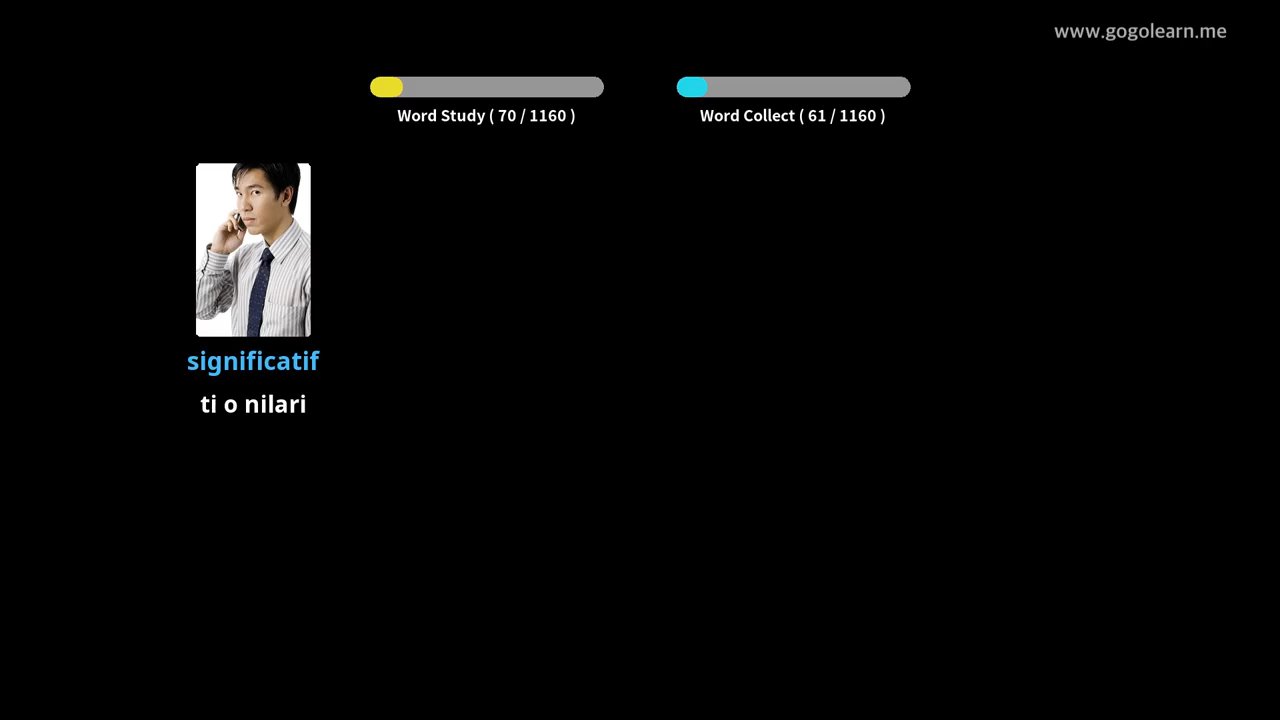 www.gogolearn.me
Word Study ( 70 / 1160 )
Word Collect ( 61 / 1160 )
significatif
ti o nilari